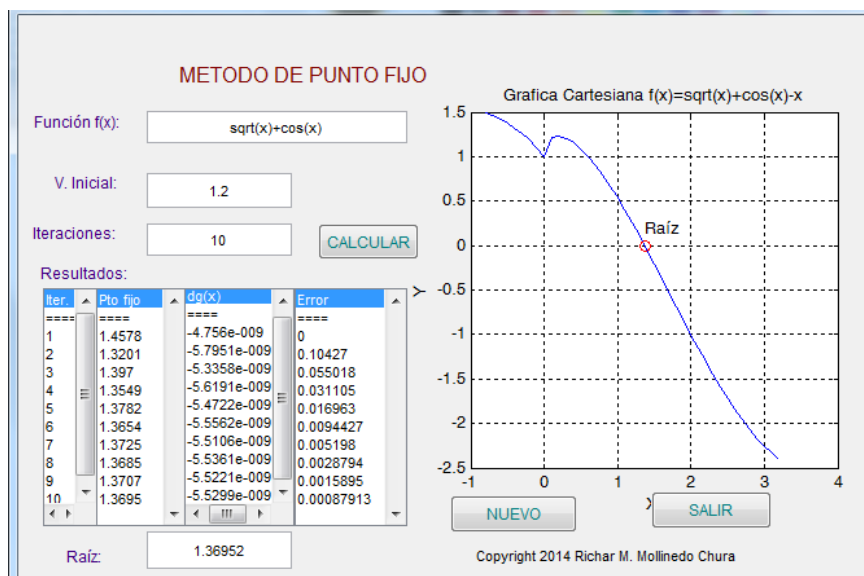 METODO DE PUNTO FIJO
Función f(x):
sqrt(x)+cos(x)
V. Inicial:
1.2
Iteraciones:
10
CALCULAR
Resultados:
Iter. Pto fijo dg(x) Error
==== ==== ==== ====
1 1.4578 -4.756e-009 0
2 1.3201 -5.7951e-009 0.10427
3 1.397 -5.3358e-009 0.055018
4 1.3549 -5.6191e-009 0.031105
5 1.3782 -5.4722e-009 0.016963
6 1.3654 -5.5562e-009 0.0094427
7 1.3725 -5.5106e-009 0.005198
8 1.3685 -5.5361e-009 0.0028794
9 1.3707 -5.5221e-009 0.0015895
10 1.3695 -5.5299e-009 0.00087913
Raíz:
1.36952
Grafica Cartesiana f(x)=sqrt(x)+cos(x)-x
1.5
1
0.5
0
-0.5
-1
-1.5
-2
-2.5
Y
Raíz
-1 0 1 2 3 4
X
NUEVO
SALIR
Copyright 2014 Richar M. Mollinedo Chura